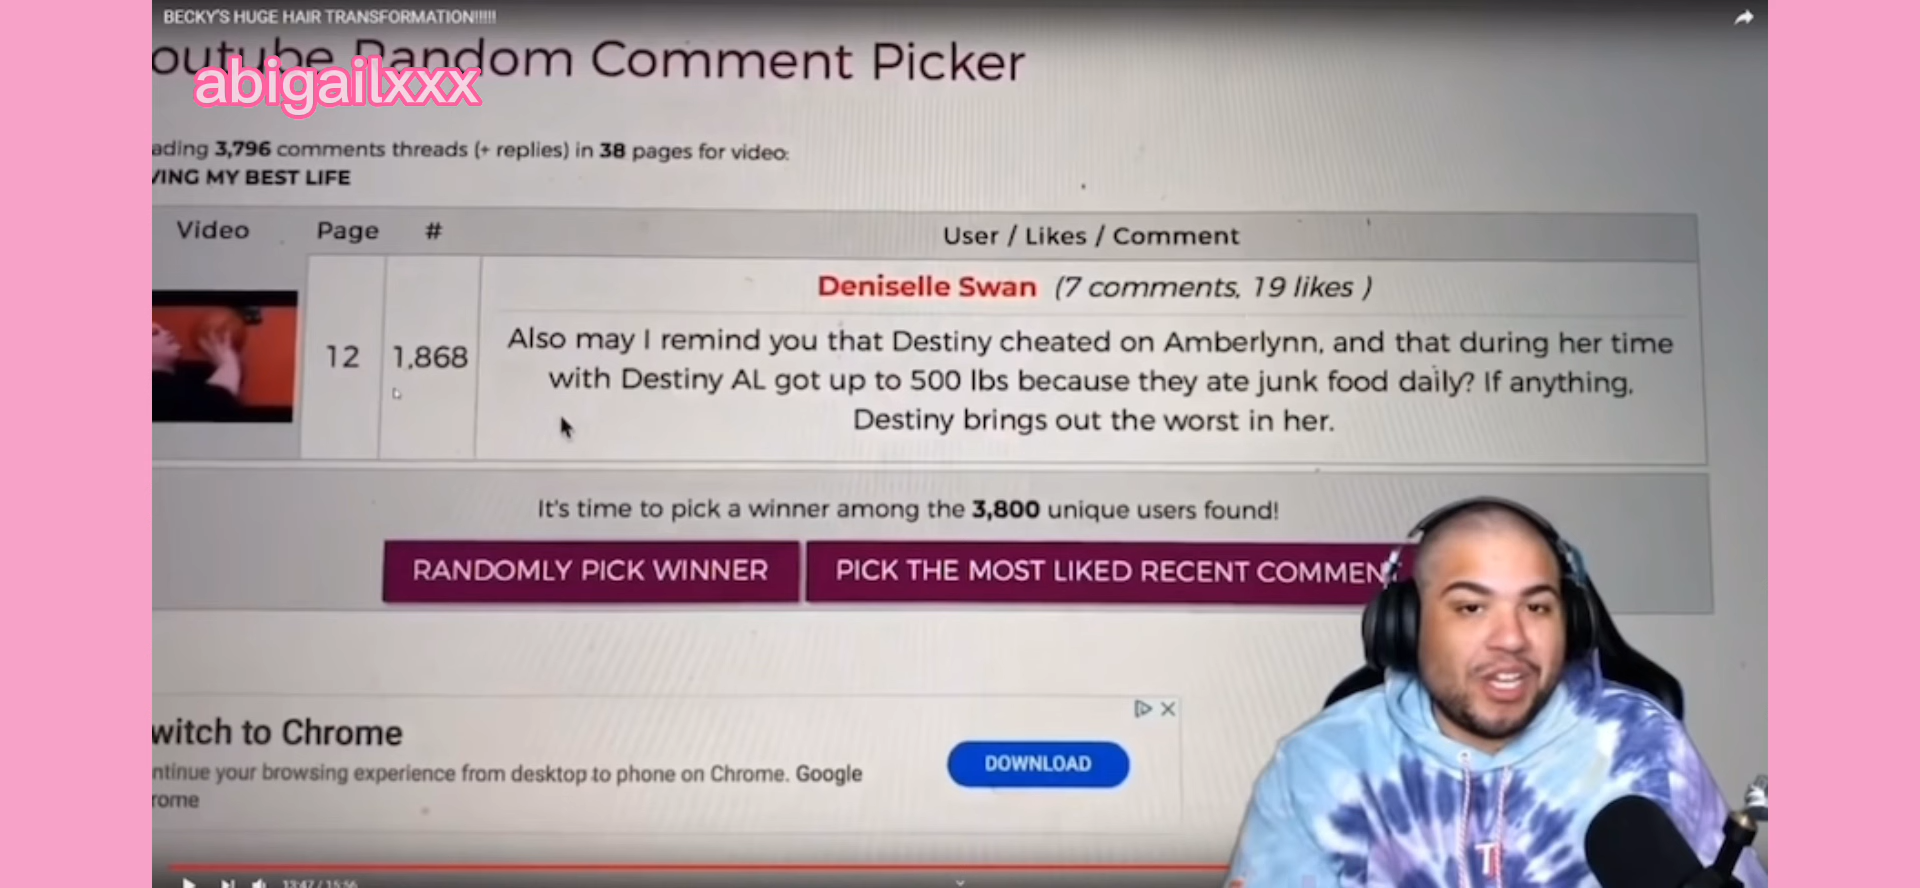 BECKY'S HUGE HAIR TRANSFORMATION!!!!!
outube Random Comment Picker
abigailxxx
ading 3,796 comments threads (+ replies) in 38 pages for video:
VING MY BEST LIFE
Video Page # User / Likes / Comment
Deniselle Swan (7 comments, 19 likes )
12 1,868
Also may I remind you that Destiny cheated on Amberlynn, and that during her time
with Destiny AL got up to 500 lbs because they ate junk food daily? If anything,
Destiny brings out the worst in her.
It's time to pick a winner among the 3,800 unique users found!
RANDOMLY PICK WINNER
PICK THE MOST LIKED RECENT COMMEN
witch to Chrome
ntinue your browsing experience from desktop to phone on Chrome. Google
rome
DOWNLOAD
13:47 / 15:56